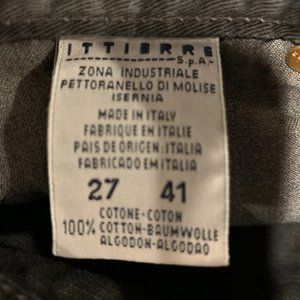 ITTIERRE
S.p.A.
ZONA INDUSTRIALE
PETTORANELLO DI MOLISE
ISERNIA
MADE IN ITALY
FABRIQUE EN ITALIE
PAIS DE ORIGEN: ITALIA
FABRICADO EM ITALIA
27 41
COTONE-COTON
100% COTTON-BAUMWOLLE
ALGODON-ALGODAO